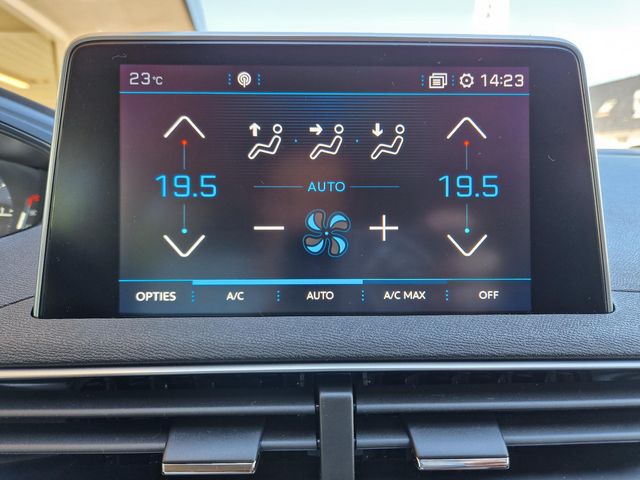 23°C 14:23
19.5 AUTO 19.5
OPTIES A/C AUTO A/C MAX OFF